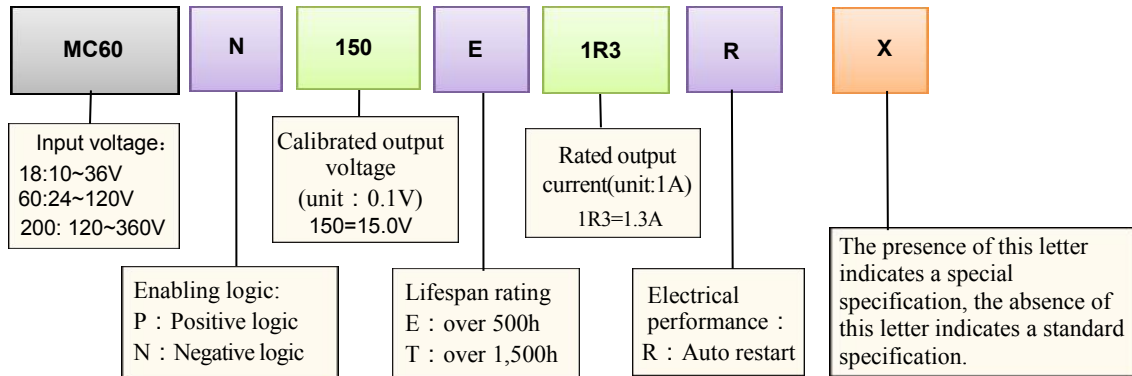 MC60 N 150 E 1R3 R X
Input voltage：
18:10~36V
60:24~120V
200: 120~360V
Calibrated output
voltage
(unit：0.1V)
150=15.0V
Rated output
current(unit:1A)
1R3=1.3A
The presence of this letter
indicates a special
specification, the absence of
this letter indicates a standard
specification.
Enabling logic:
P：Positive logic
N：Negative logic
Lifespan rating
E：over 500h
T：over 1,500h
Electrical
performance：
R：Auto restart